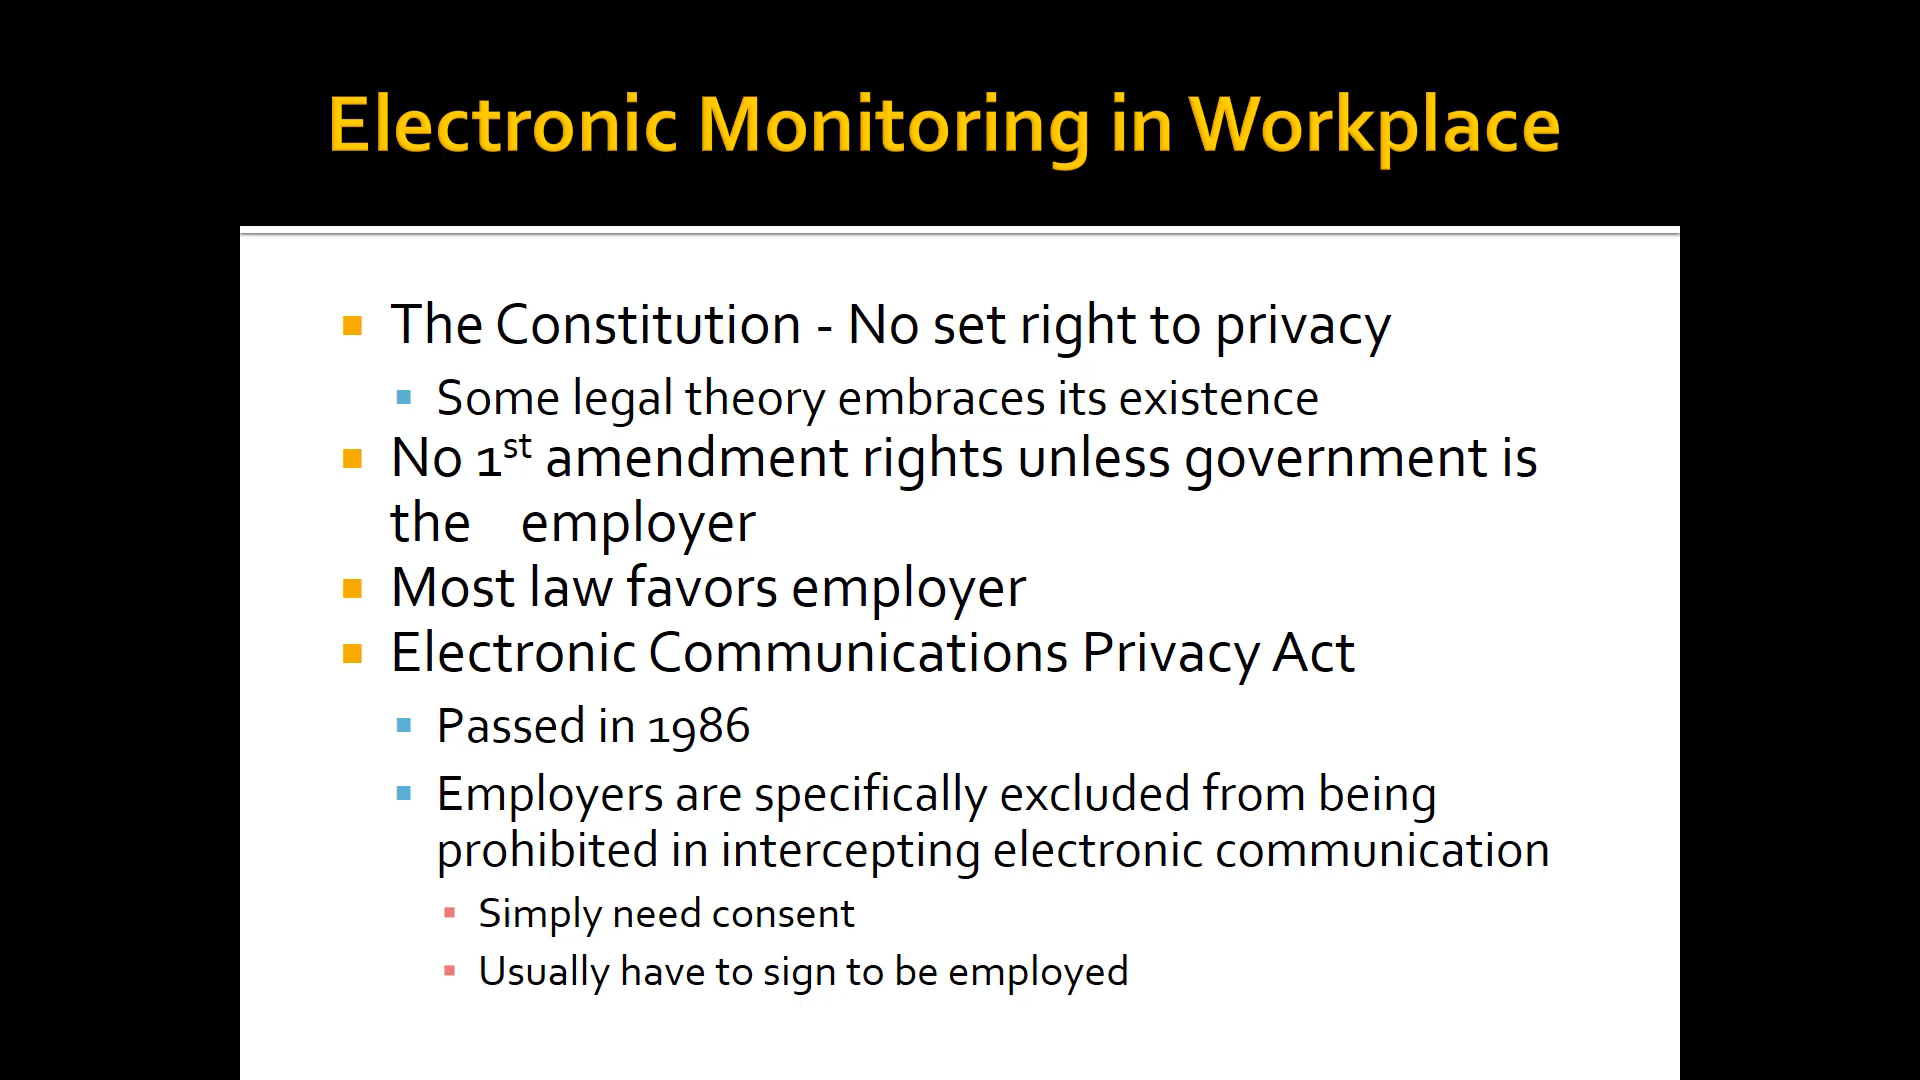 Electronic Monitoring in Workplace
The Constitution - No set right to privacy
Some legal theory embraces its existence
No 1st amendment rights unless government is
the employer
Most law favors employer
Electronic Communications Privacy Act
Passed in 1986
Employers are specifically excluded from being
prohibited in intercepting electronic communication
Simply need consent
Usually have to sign to be employed